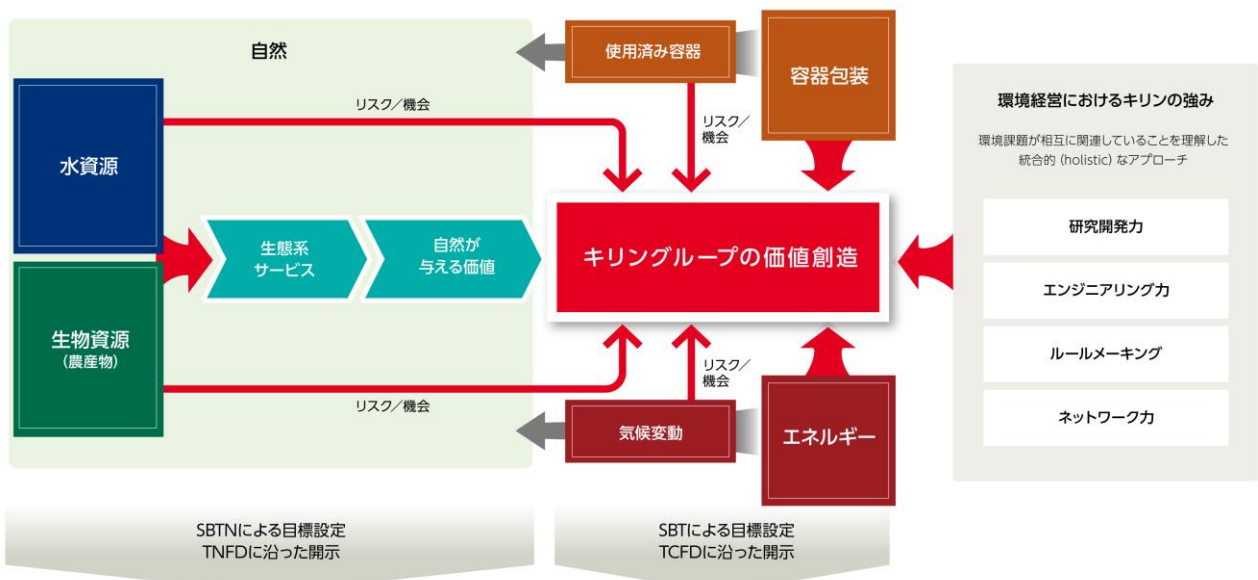 自然
水資源
生物資源
(農産物)
リスク／機会
生態系
サービス
自然が
与える価値
リスク／機会
使用済み容器
容器包装
リスク／
機会
キリングループの価値創造
リスク／
機会
気候変動
エネルギー
環境経営におけるキリンの強み
環境課題が相互に関連していることを理解した
統合的 (holistic) なアプローチ
研究開発力
エンジニアリング力
ルールメーキング
ネットワーク力
SBTNによる目標設定
TNFDに沿った開示
SBTによる目標設定
TCFDに沿った開示